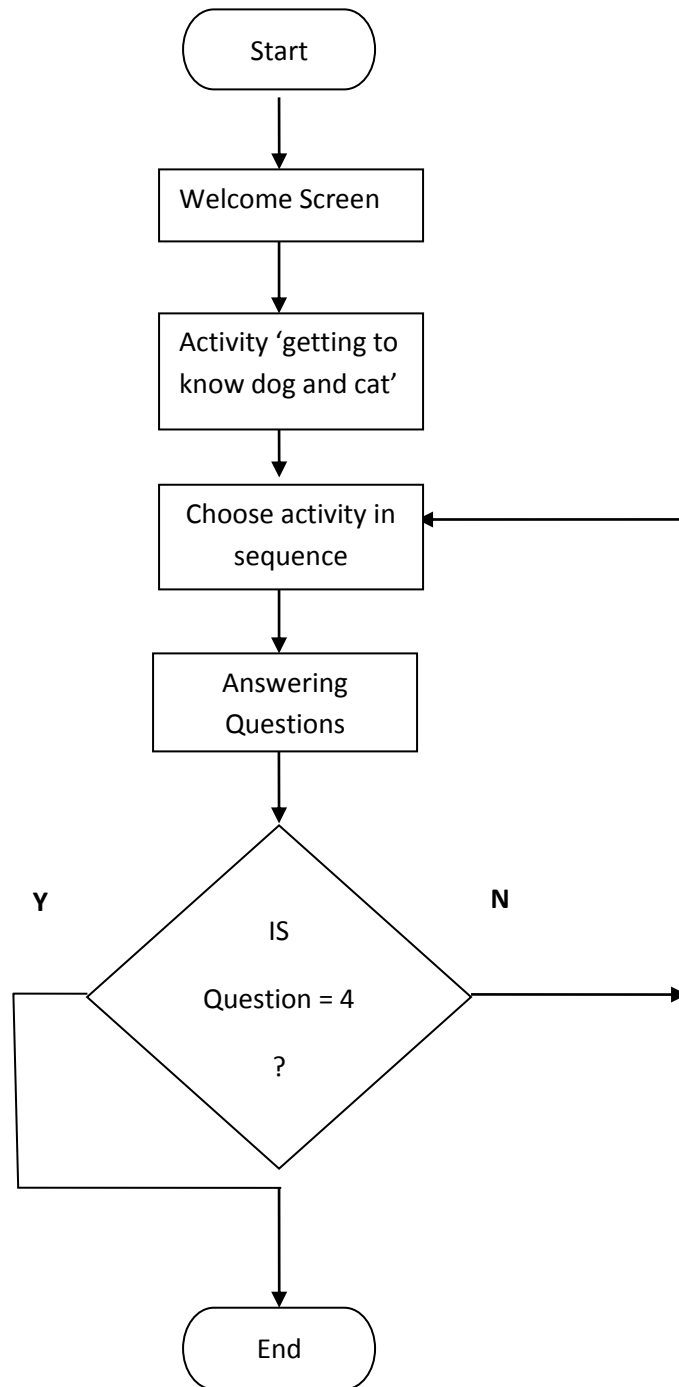 Start
Welcome Screen
Activity ‘getting to
know dog and cat’
Choose activity in
sequence
Answering
Questions
Y
N
IS
Question = 4
?
End